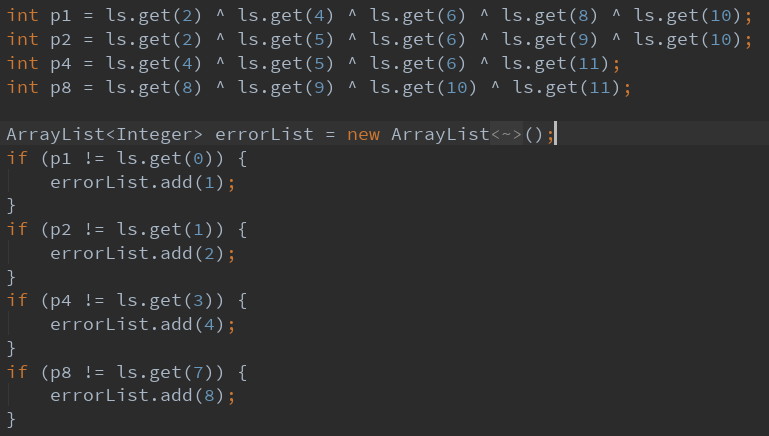 int p1 = ls.get(2) ^ ls.get(4) ^ ls.get(6) ^ ls.get(8) ^ ls.get(10);
int p2 = ls.get(2) ^ ls.get(5) ^ ls.get(6) ^ ls.get(9) ^ ls.get(10);
int p4 = ls.get(4) ^ ls.get(5) ^ ls.get(6) ^ ls.get(11);
int p8 = ls.get(8) ^ ls.get(9) ^ ls.get(10) ^ ls.get(11);
ArrayList<Integer> errorList = new ArrayList<~>();
if (p1 != ls.get(0)) {
    errorList.add(1);
}
if (p2 != ls.get(1)) {
    errorList.add(2);
}
if (p4 != ls.get(3)) {
    errorList.add(4);
}
if (p8 != ls.get(7)) {
    errorList.add(8);
}